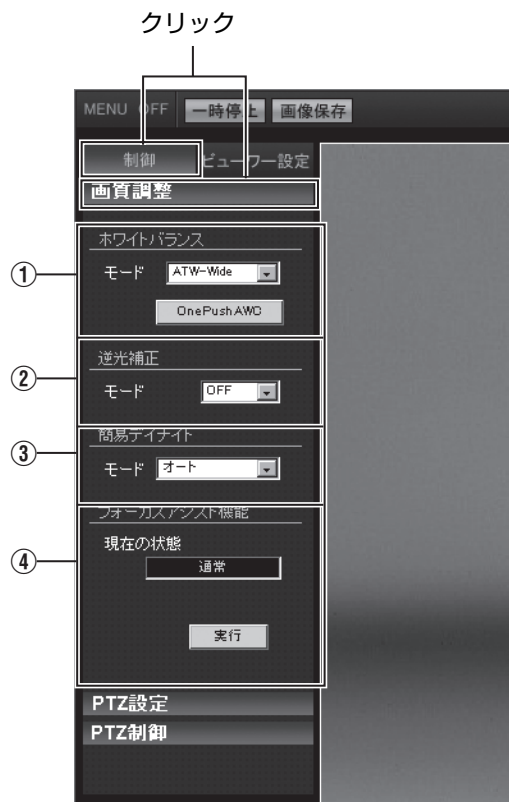 クリック
MENU OFF 一時停止 画像保存
制御 ビューワー設定
画質調整
ホワイトバランス
① モード ATW-Wide
OnePushAWC
逆光補正
② モード OFF
簡易デイナイト
③ モード オート
フォーカスアシスト機能
現在の状態
④ 通常
実行
PTZ設定
PTZ制御